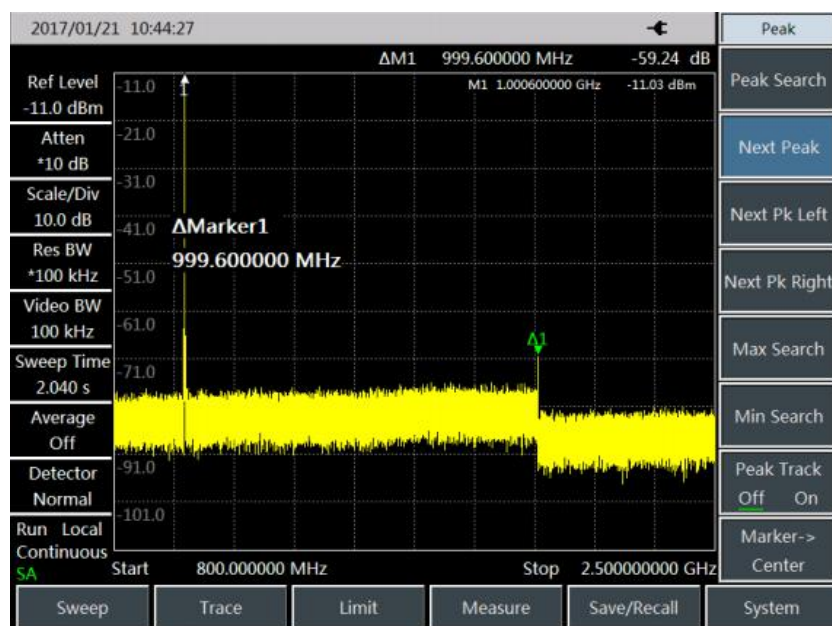 2017/01/21 10:44:27
Peak
ΔM1 999.600000 MHz -59.24 dB
M1 1.000600000 GHz -11.03 dBm
Ref Level
-11.0 dBm
Atten
*10 dB
Scale/Div
10.0 dB
Res BW
*100 kHz
Video BW
100 kHz
Sweep Time
2.040 s
Average
Off
Detector
Normal
Run Local
Continuous
SA
-11.0
-21.0
-31.0
-41.0
-51.0
-61.0
-71.0
-91.0
-101.0
1
ΔMarker1
999.600000 MHz
Δ1
Start 800.000000 MHz Stop 2.500000000 GHz
Peak Search
Next Peak
Next Pk Left
Next Pk Right
Max Search
Min Search
Peak Track
Off On
Marker->
Center
Sweep Trace Limit Measure Save/Recall System